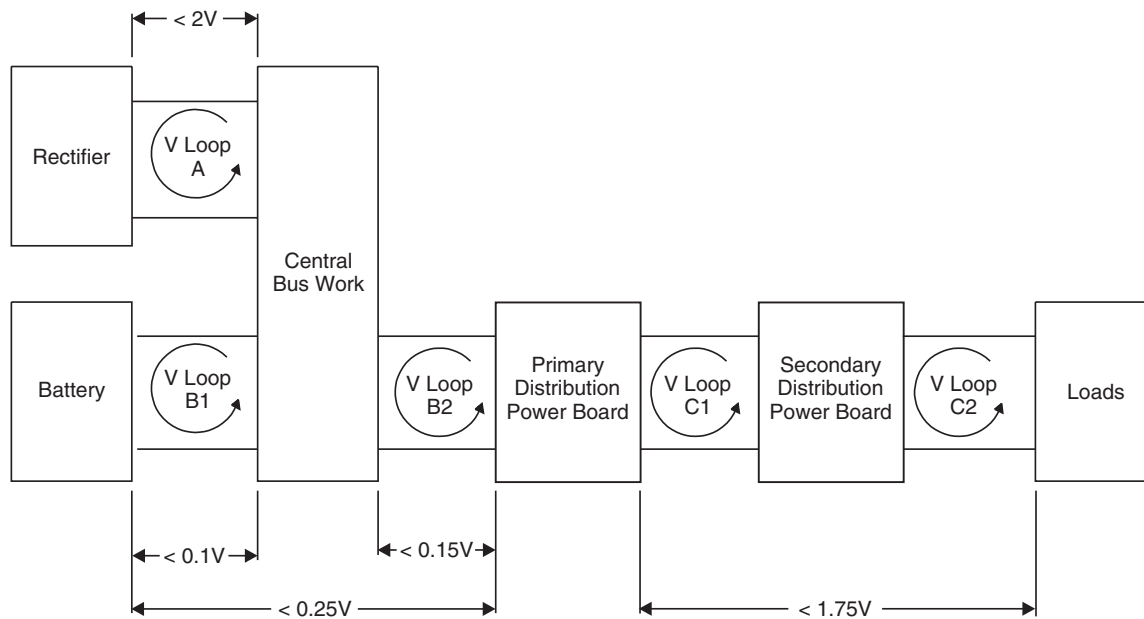 < 2V
Rectifier
V Loop
A
Central
Bus Work
Battery
V Loop
B1
V Loop
B2
Primary
Distribution
Power Board
V Loop
C1
Secondary
Distribution
Power Board
V Loop
C2
Loads
< 0.1V
< 0.15V
< 0.25V
< 1.75V